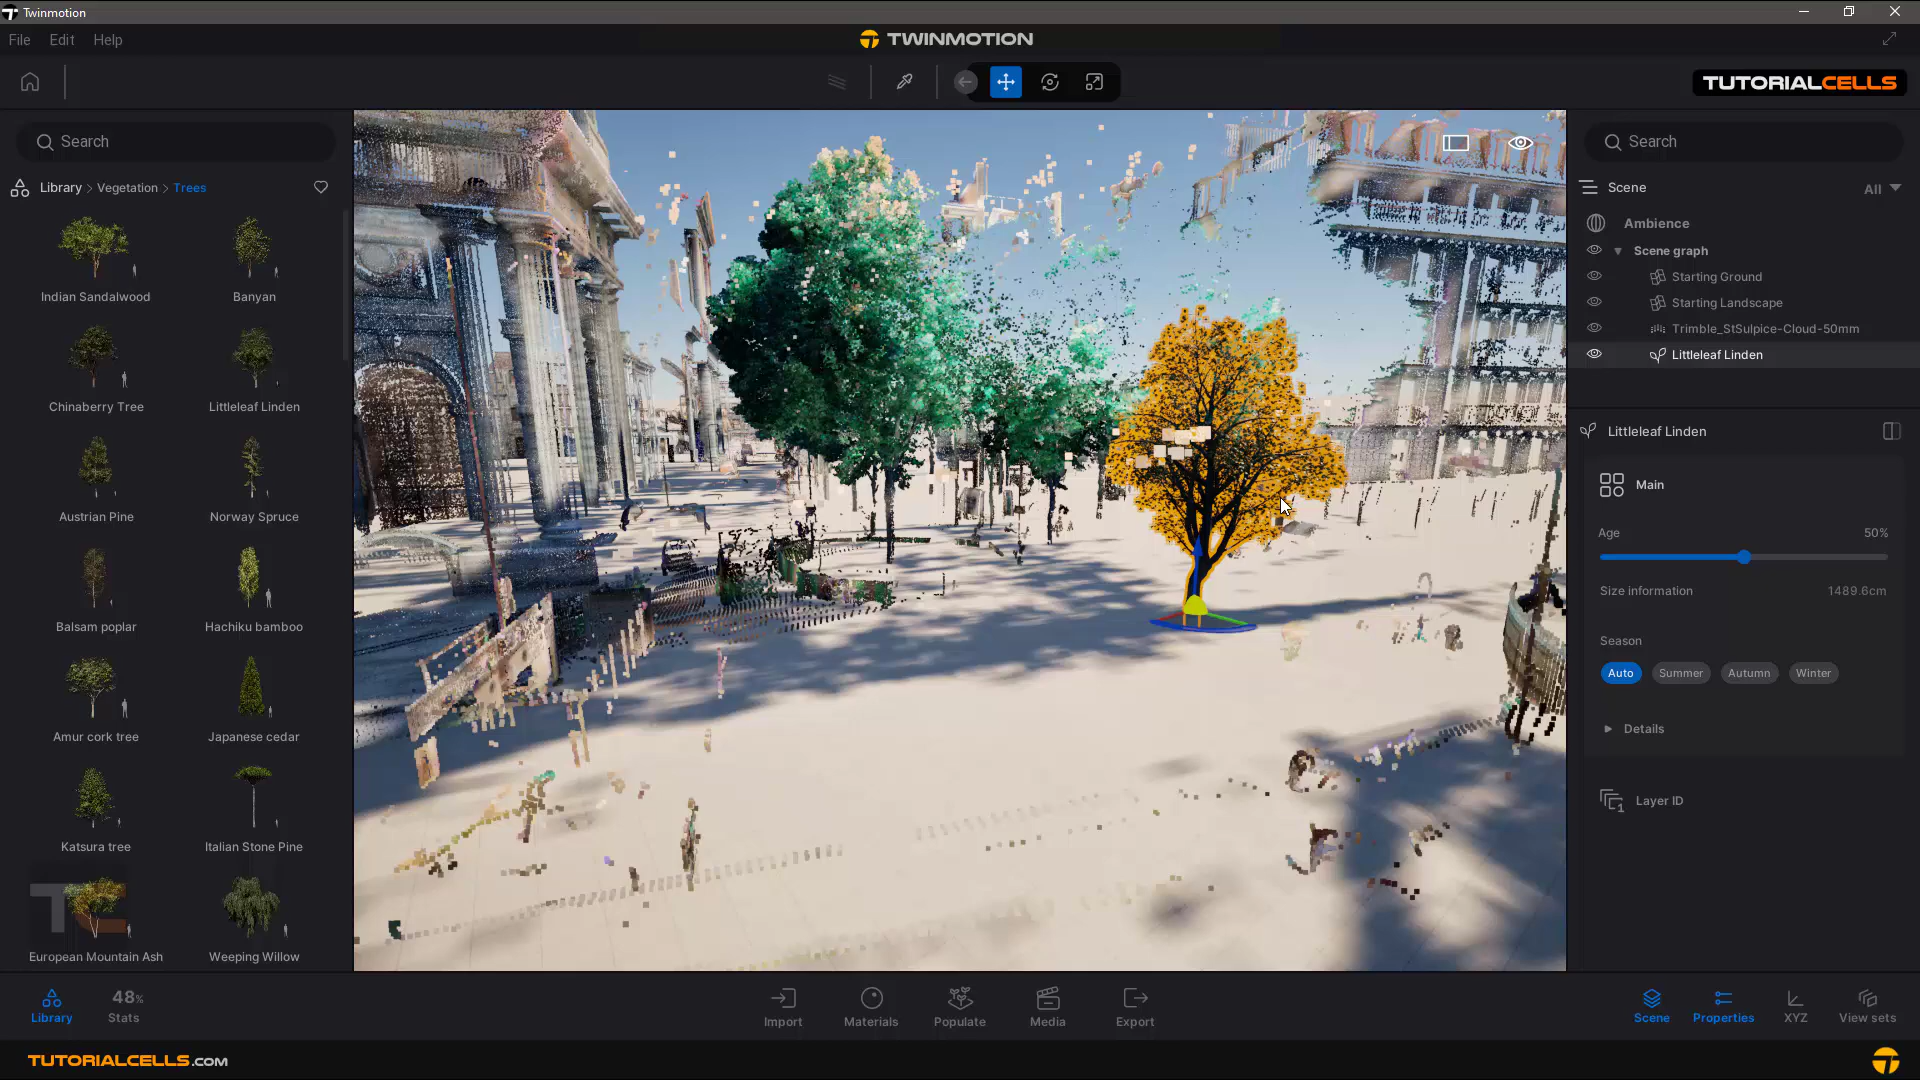 Twinmotion
File Edit Help
TWINMOTION
TUTORIALCELLS
Search
Library > Vegetation > Trees
Indian Sandalwood
Banyan
Chinaberry Tree
Littleleaf Linden
Austrian Pine
Norway Spruce
Balsam poplar
Hachiku bamboo
Amur cork tree
Japanese cedar
Katsura tree
Italian Stone Pine
European Mountain Ash
Weeping Willow
Search
Scene All
Ambience
Scene graph
Starting Ground
Starting Landscape
Trimble_StSulpice-Cloud-50mm
Littleleaf Linden
Littleleaf Linden
Main
Age 50%
Size information 1489.6cm
Season
Auto Summer Autumn Winter
Details
1 Layer ID
Library
48% Stats
Import
Materials
Populate
Media
Export
Scene
Properties
XYZ
View sets
TUTORIALCELLS.COM
TC